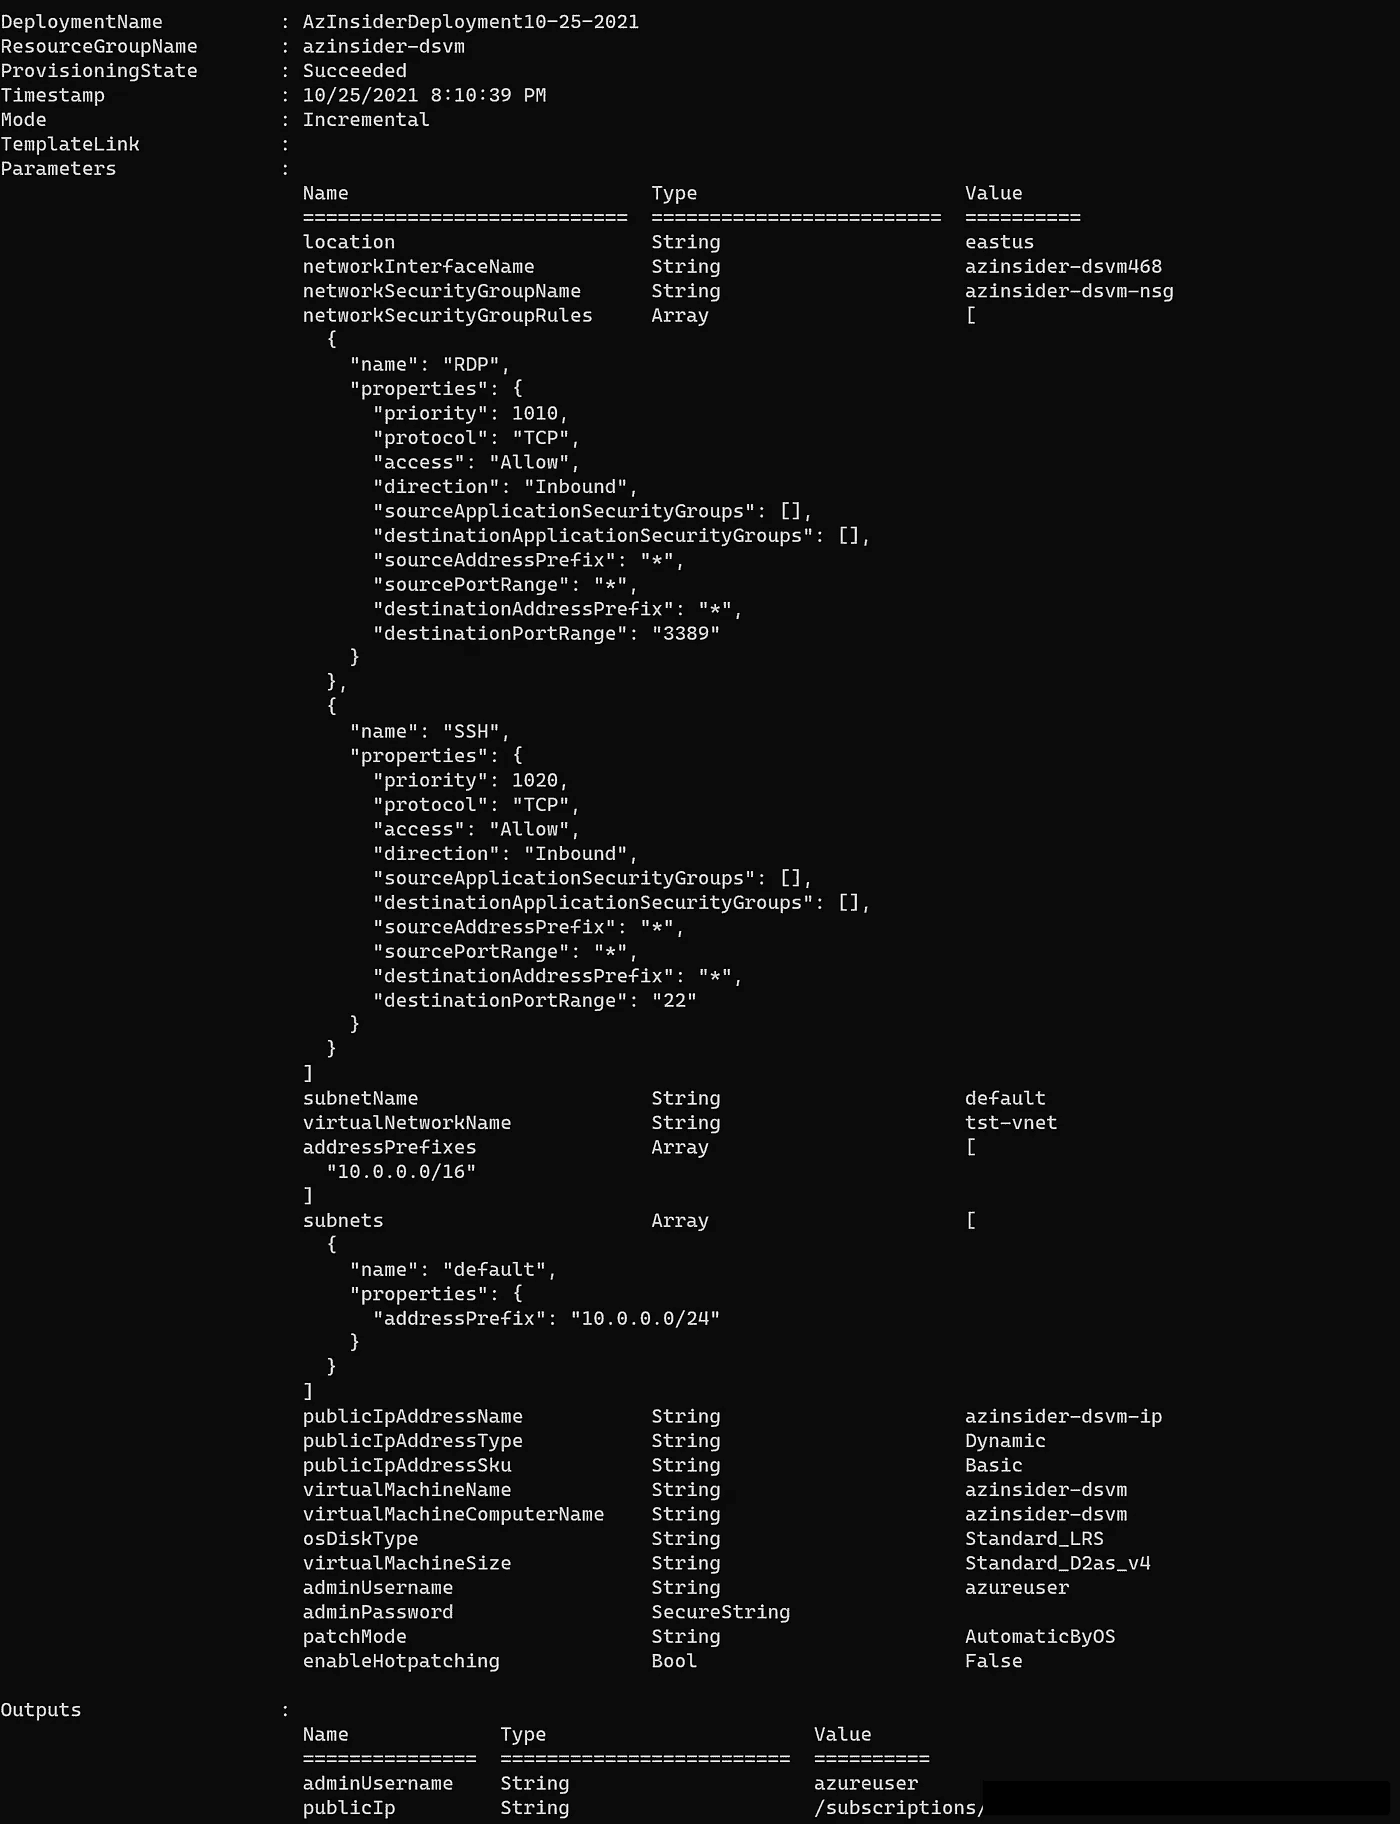 DeploymentName          : AzInsiderDeployment10-25-2021
ResourceGroupName       : azinsider-dsvm
ProvisioningState       : Succeeded
Timestamp               : 10/25/2021 8:10:39 PM
Mode                    : Incremental
TemplateLink            :
Parameters              :
                          Name                          Type                       Value
                          ============================  =========================  ==========
                          location                      String                     eastus
                          networkInterfaceName          String                     azinsider-dsvm468
                          networkSecurityGroupName      String                     azinsider-dsvm-nsg
                          networkSecurityGroupRules     Array                      [
                            {
                              "name": "RDP",
                              "properties": {
                                "priority": 1010,
                                "protocol": "TCP",
                                "access": "Allow",
                                "direction": "Inbound",
                                "sourceApplicationSecurityGroups": [],
                                "destinationApplicationSecurityGroups": [],
                                "sourceAddressPrefix": "*",
                                "sourcePortRange": "*",
                                "destinationAddressPrefix": "*",
                                "destinationPortRange": "3389"
                              }
                            },
                            {
                              "name": "SSH",
                              "properties": {
                                "priority": 1020,
                                "protocol": "TCP",
                                "access": "Allow",
                                "direction": "Inbound",
                                "sourceApplicationSecurityGroups": [],
                                "destinationApplicationSecurityGroups": [],
                                "sourceAddressPrefix": "*",
                                "sourcePortRange": "*",
                                "destinationAddressPrefix": "*",
                                "destinationPortRange": "22"
                              }
                            }
                          ]
                          subnetName                    String                     default
                          virtualNetworkName            String                     tst-vnet
                          addressPrefixes               Array                      [
                            "10.0.0.0/16"
                          ]
                          subnets                       Array                      [
                            {
                              "name": "default",
                              "properties": {
                                "addressPrefix": "10.0.0.0/24"
                              }
                            }
                          ]
                          publicIpAddressName           String                     azinsider-dsvm-ip
                          publicIpAddressType           String                     Dynamic
                          publicIpAddressSku            String                     Basic
                          virtualMachineName            String                     azinsider-dsvm
                          virtualMachineComputerName    String                     azinsider-dsvm
                          osDiskType                    String                     Standard_LRS
                          virtualMachineSize            String                     Standard_D2as_v4
                          adminUsername                 String                     azureuser
                          adminPassword                 SecureString
                          patchMode                     String                     AutomaticByOS
                          enableHotpatching             Bool                       False
Outputs                 :
                          Name             Type                       Value
                          ===============  =========================  ==========
                          adminUsername    String                     azureuser
                          publicIp         String                     /subscriptions/